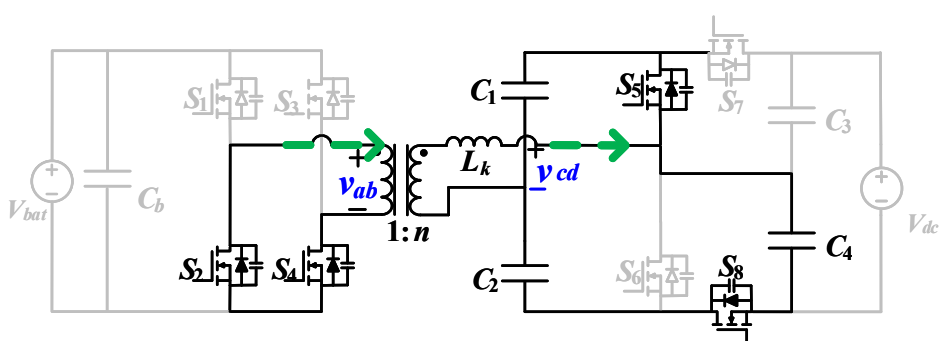 S1
S3
C1
S5
S7
C3
Vbat
Cb
+
vab
−
Lk
+
vcd
−
Vdc
1:n
S2
S4
C2
S6
S8
C4